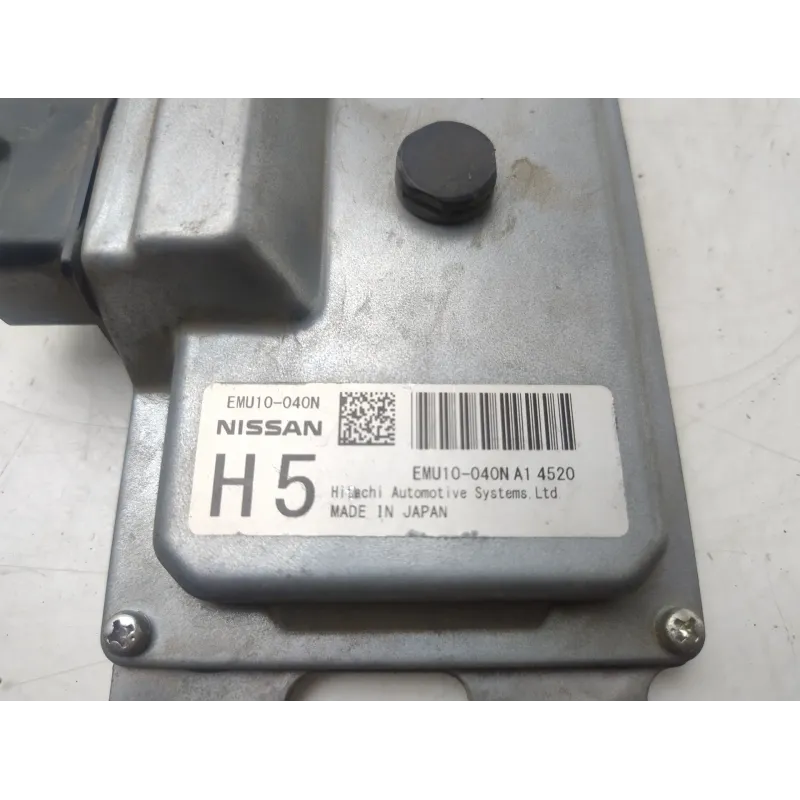 EMU10-040N
NISSAN
H5
EMU10-040N A1 4520
Hitachi Automotive Systems.Ltd
MADE IN JAPAN